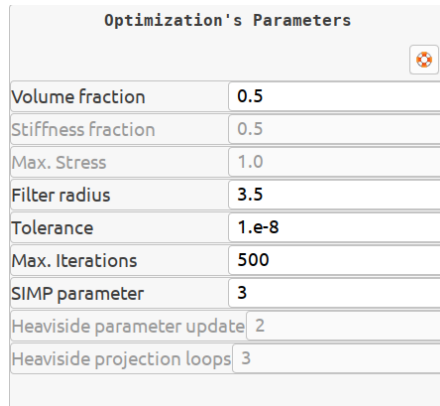 Optimization's Parameters
Volume fraction 0.5
Stiffness fraction 0.5
Max. Stress 1.0
Filter radius 3.5
Tolerance 1.e-8
Max. Iterations 500
SIMP parameter 3
Heaviside parameter update 2
Heaviside projection loops 3